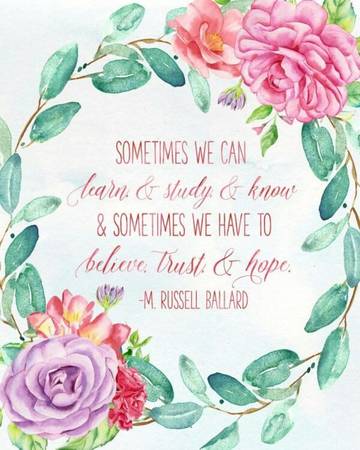 SOMETIMES WE CAN
learn, & study, & know
& SOMETIMES WE HAVE TO
believe, trust, & hope.
-M. RUSSELL BALLARD